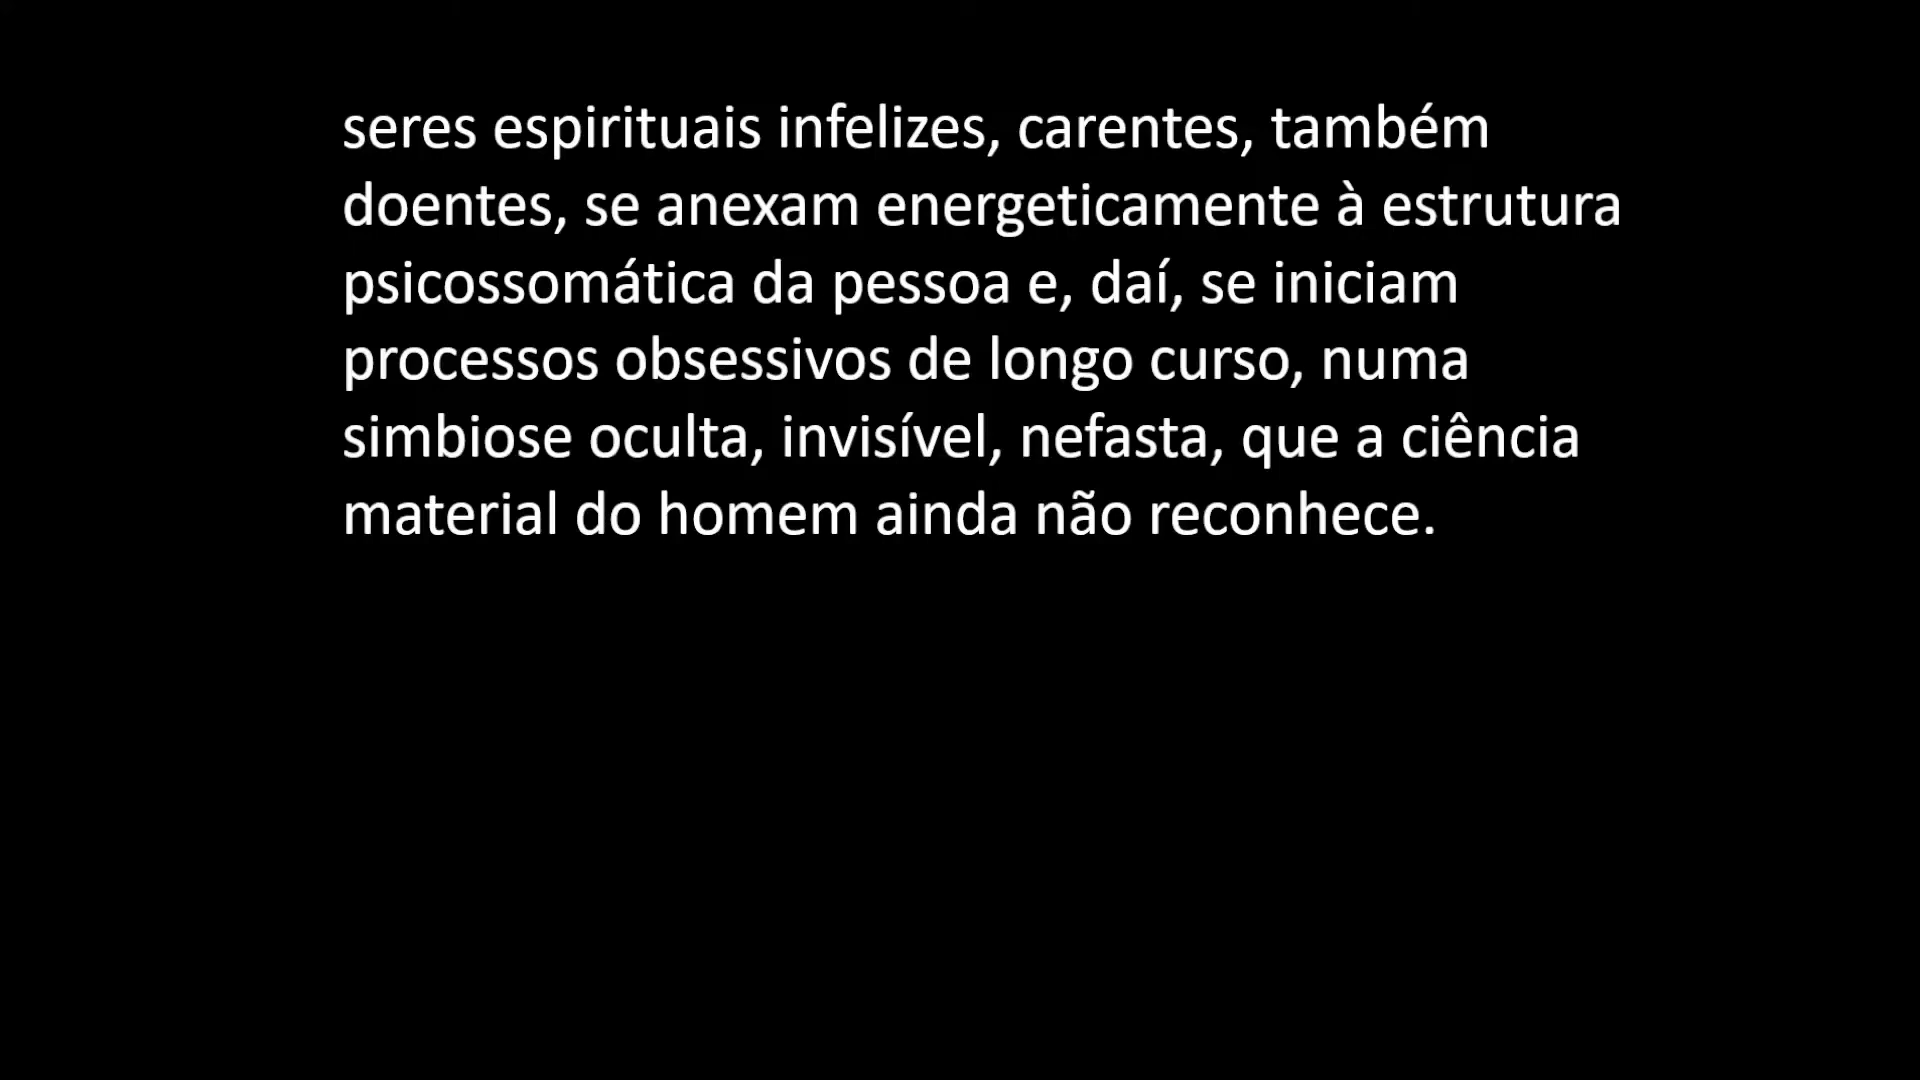 seres espirituais infelizes, carentes, também
doentes, se anexam energeticamente à estrutura
psicossomática da pessoa e, daí, se iniciam
processos obsessivos de longo curso, numa
simbiose oculta, invisível, nefasta, que a ciência
material do homem ainda não reconhece.